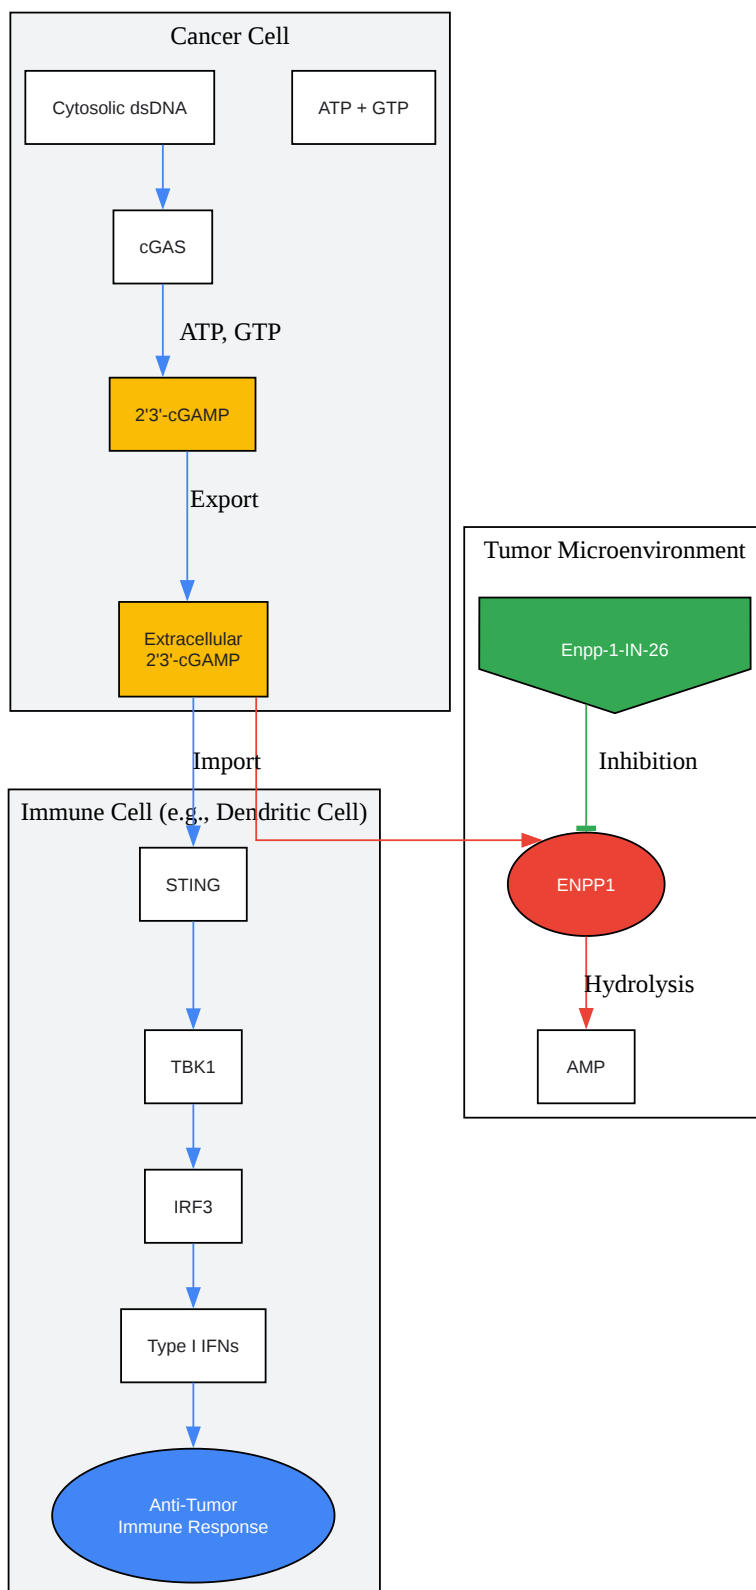 Cancer Cell
Cytosolic dsDNA
ATP + GTP
cGAS
ATP, GTP
2'3'-cGAMP
Export
Extracellular
2'3'-cGAMP
Tumor Microenvironment
Enpp-1-IN-26
Import
Inhibition
Immune Cell (e.g., Dendritic Cell)
STING
ENPP1
Hydrolysis
TBK1
AMP
IRF3
Type I IFNs
Anti-Tumor
Immune Response